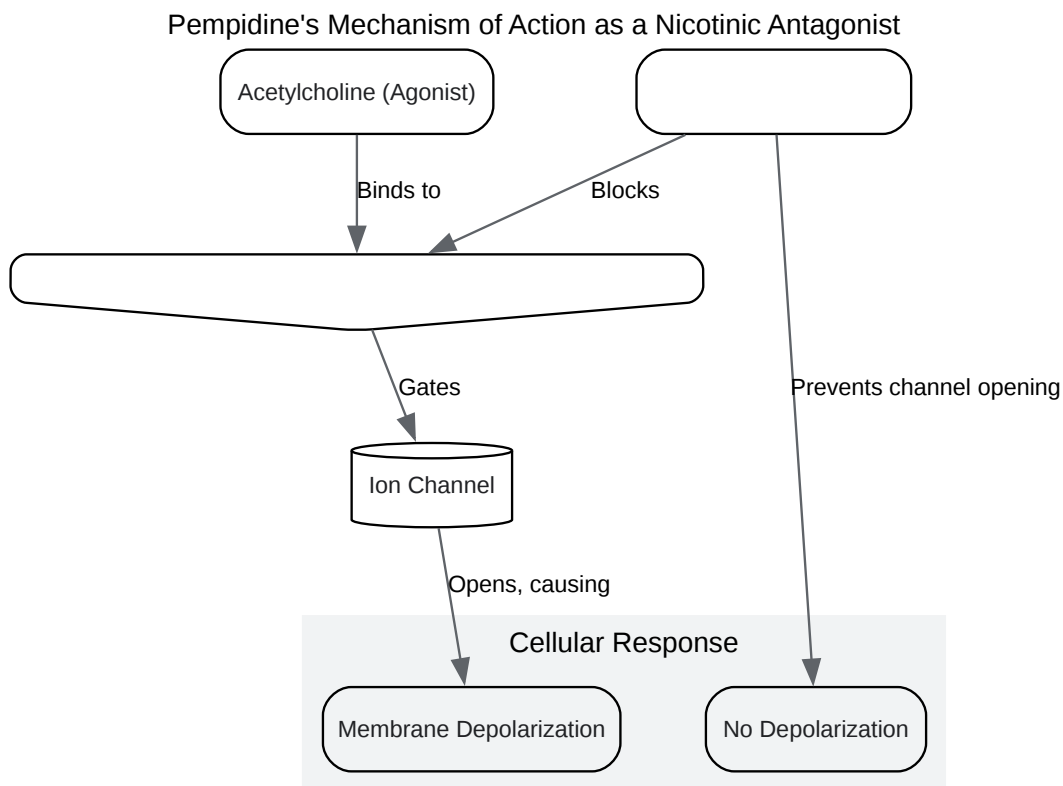 Pempidine's Mechanism of Action as a Nicotinic Antagonist
Acetylcholine (Agonist)
Binds to
Blocks
Gates
Prevents channel opening
Ion Channel
Opens, causing
Cellular Response
Membrane Depolarization
No Depolarization